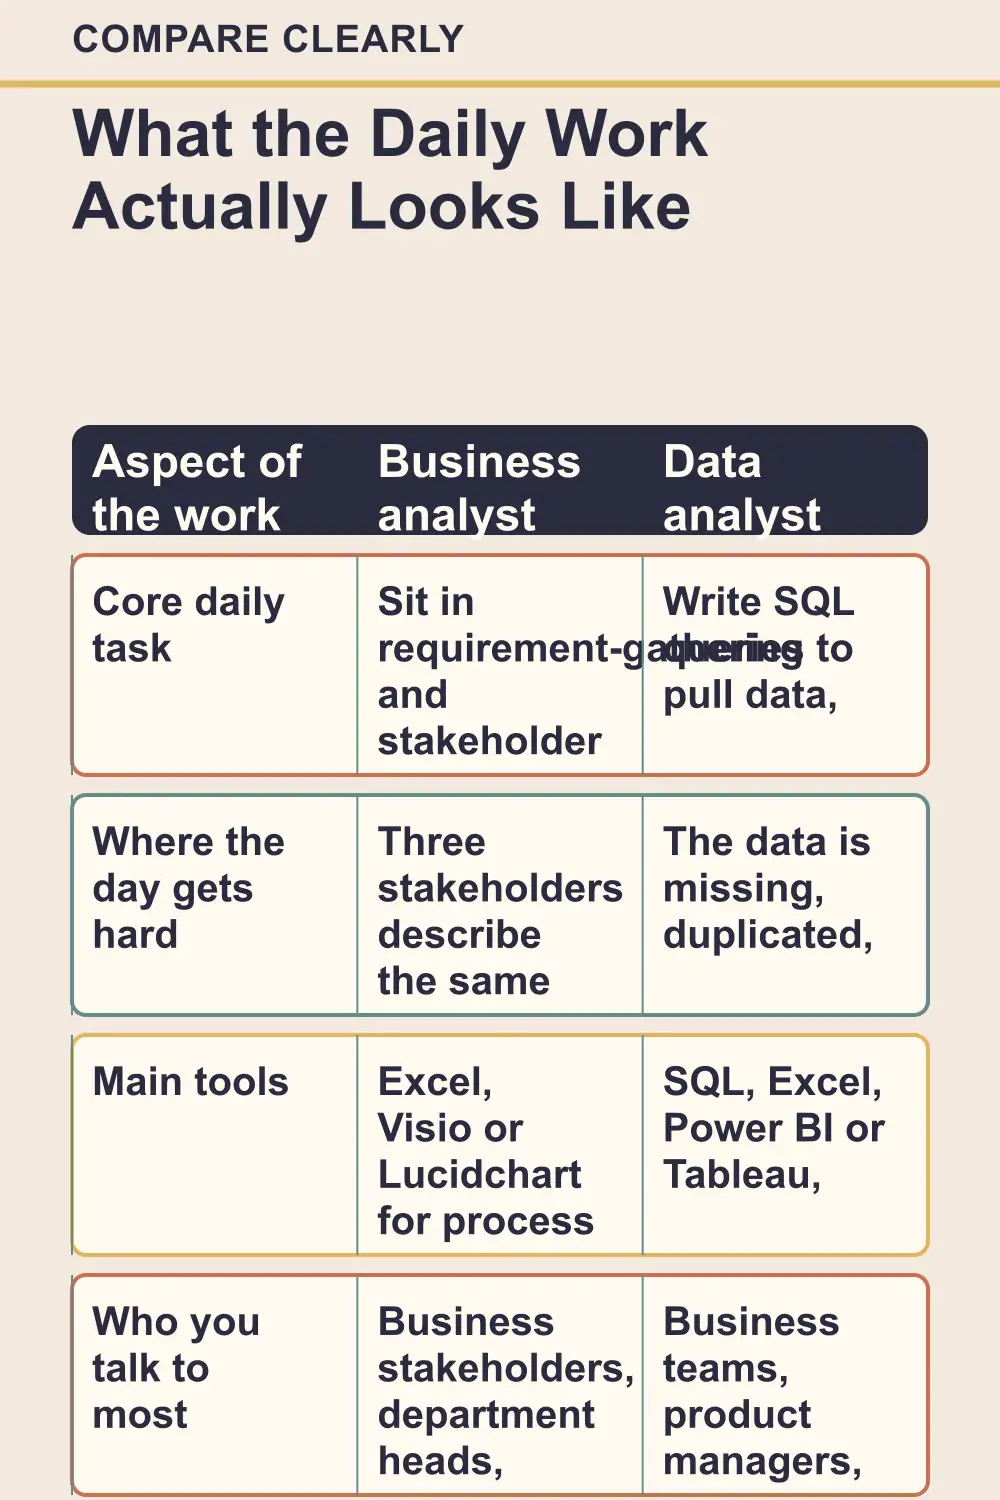 COMPARE CLEARLY
What the Daily Work
Actually Looks Like
Aspect of
the work
Business
analyst
Data
analyst
Core daily
task
Sit in
requirement-gathering
and
stakeholder
Write SQL
queries to
pull data,
Where the
day gets
hard
Three
stakeholders
describe
the same
The data is
missing,
duplicated,
Main tools
Excel,
Visio or
Lucidchart
for process
SQL, Excel,
Power BI or
Tableau,
Who you
talk to
most
Business
stakeholders,
department
heads,
Business
teams,
product
managers,